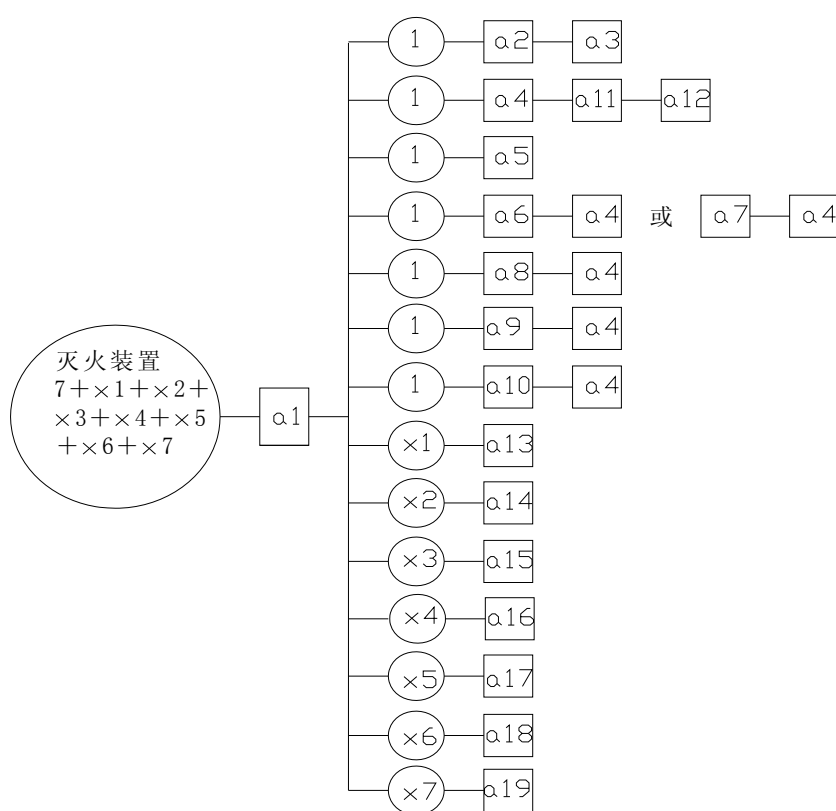 1 a2 a3
1 a4 a11 a12
1 a5
1 a6 a4 或 a7 a4
1 a8 a4
1 a9 a4
灭火装置
7+×1+×2+
×3+×4+×5
+×6+×7
a1
1 a10 a4
×1 a13
×2 a14
×3 a15
×4 a16
×5 a17
×6 a18
×7 a19